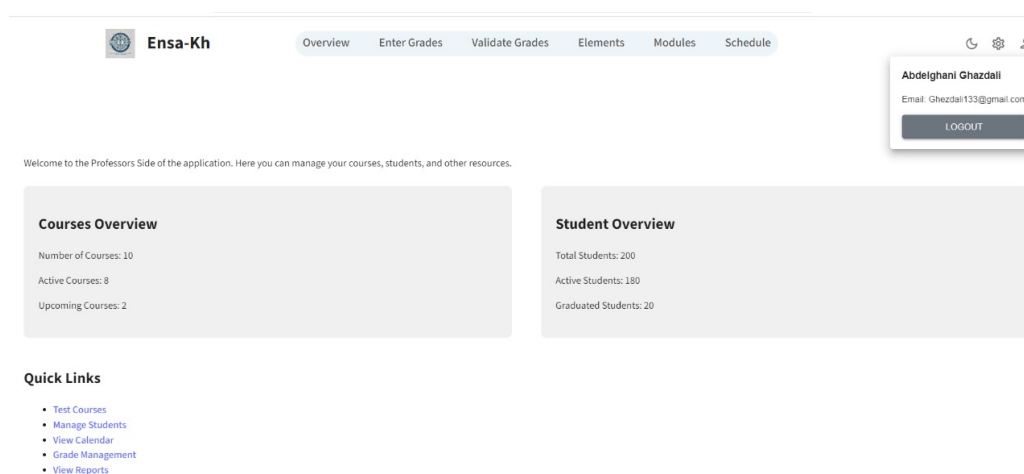 Ensa-Kh
Overview Enter Grades Validate Grades Elements Modules Schedule
Abdelghani Ghazdali
Email: Ghezdali133@gmail.com
LOGOUT
Welcome to the Professors Side of the application. Here you can manage your courses, students, and other resources.
Courses Overview
Number of Courses: 10
Active Courses: 8
Upcoming Courses: 2
Student Overview
Total Students: 200
Active Students: 180
Graduated Students: 20
Quick Links
Test Courses
Manage Students
View Calendar
Grade Management
View Reports